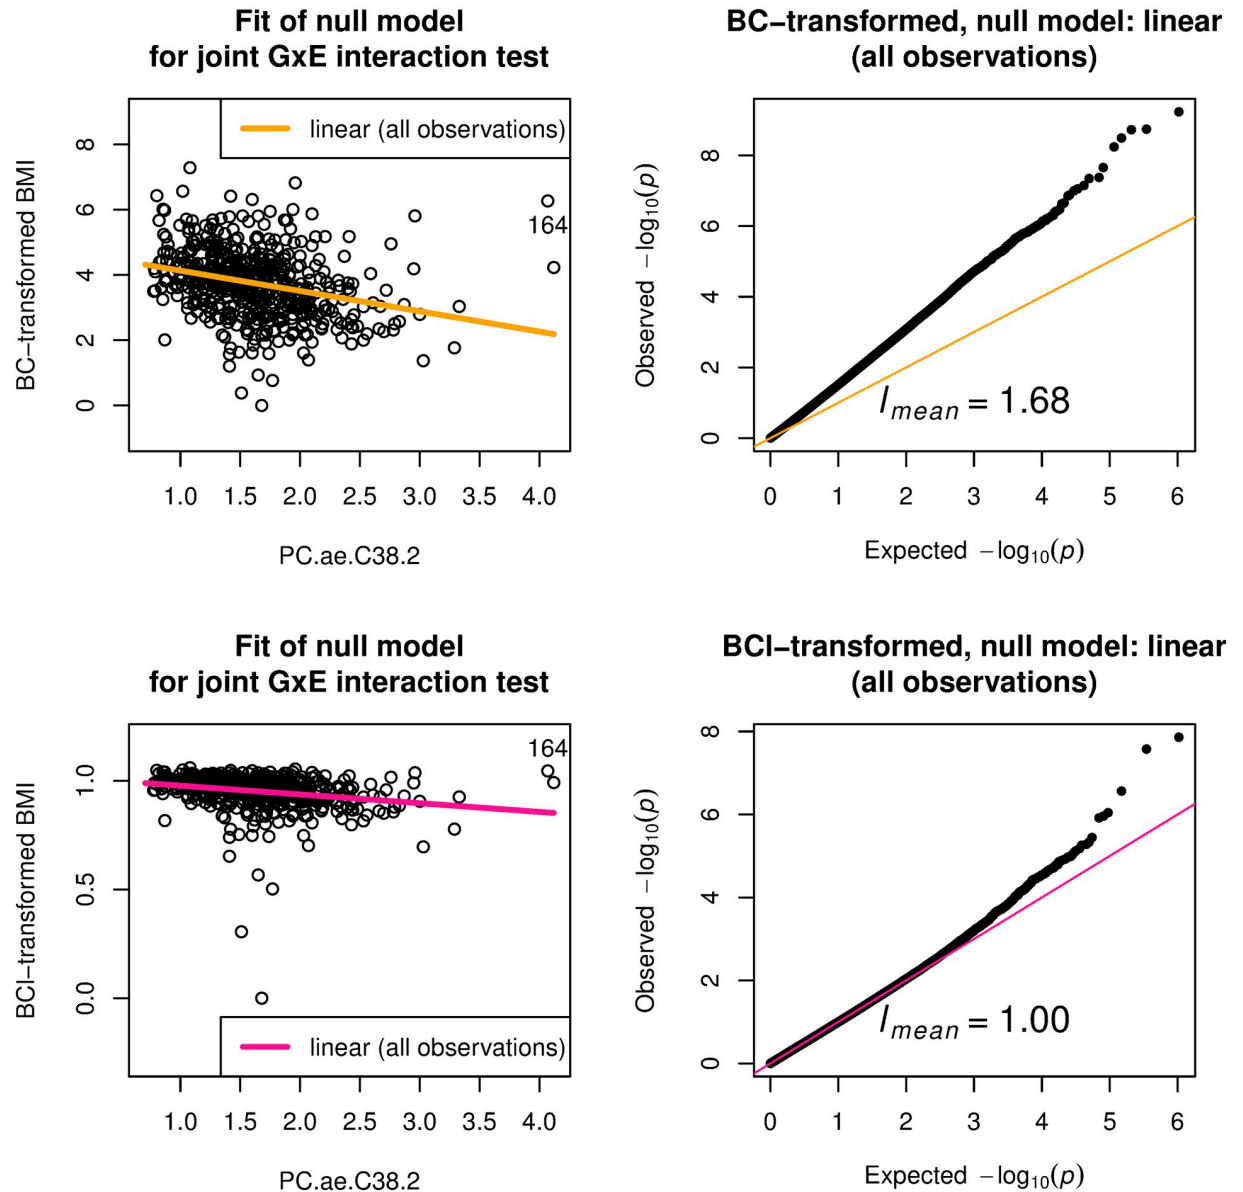 Fit of null model
for joint GxE interaction test
BC−transformed BMI
8
6
4
2
0
linear (all observations)
164
1.0 1.5 2.0 2.5 3.0 3.5 4.0
PC.ae.C38.2
BC−transformed, null model: linear
(all observations)
Observed −log₁₀(p)
8
6
4
2
0
I mean = 1.68
0 1 2 3 4 5 6
Expected −log₁₀(p)
Fit of null model
for joint GxE interaction test
BCI−transformed BMI
1.0
0.5
0.0
164
linear (all observations)
1.0 1.5 2.0 2.5 3.0 3.5 4.0
PC.ae.C38.2
BCI−transformed, null model: linear
(all observations)
Observed −log₁₀(p)
8
6
4
2
0
I mean = 1.00
0 1 2 3 4 5 6
Expected −log₁₀(p)